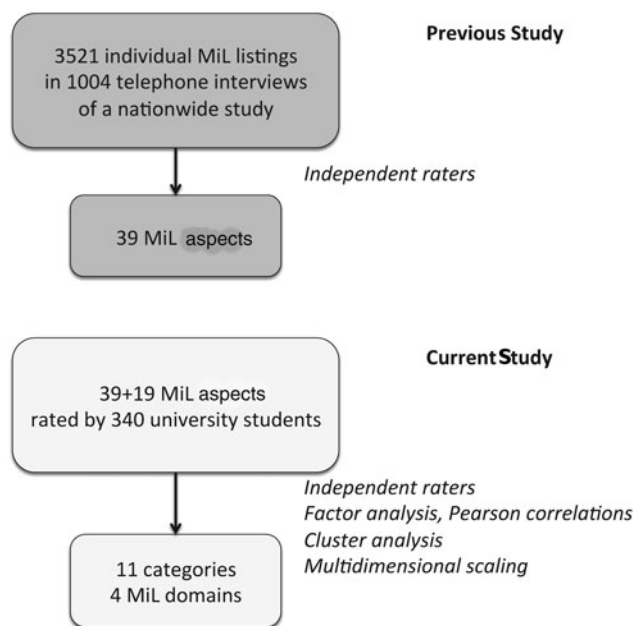 Previous Study
3521 individual MiL listings
in 1004 telephone interviews
of a nationwide study
Independent raters
39 MiL aspects
Current Study
39+19 MiL aspects
rated by 340 university students
Independent raters
Factor analysis, Pearson correlations
Cluster analysis
Multidimensional scaling
11 categories
4 MiL domains